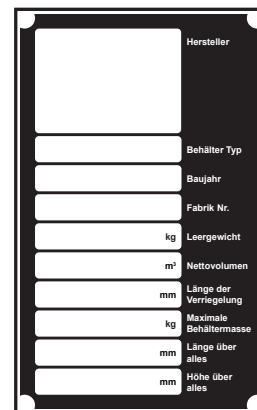 Hersteller
Behälter Typ
Baujahr
Fabrik Nr.
kg Leergewicht
m³ Nettovolumen
mm Länge der
Verriegelung
kg Maximale
Behältermasse
mm Länge über
alles
mm Höhe über
alles